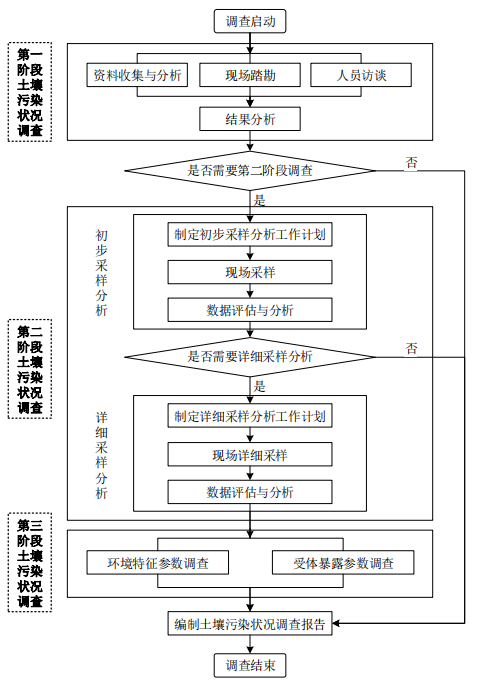 调查启动
第一
阶段
土壤
污染
状况
调查
资料收集与分析
现场踏勘
人员访谈
结果分析
是否需要第二阶段调查
否
是
初步采样分析
制定初步采样分析工作计划
现场采样
数据评估与分析
第二
阶段
土壤
污染
状况
调查
是否需要详细采样分析
否
是
详细采样分析
制定详细采样分析工作计划
现场详细采样
数据评估与分析
第三
阶段
土壤
污染
状况
调查
环境特征参数调查
受体暴露参数调查
编制土壤污染状况调查报告
调查结束